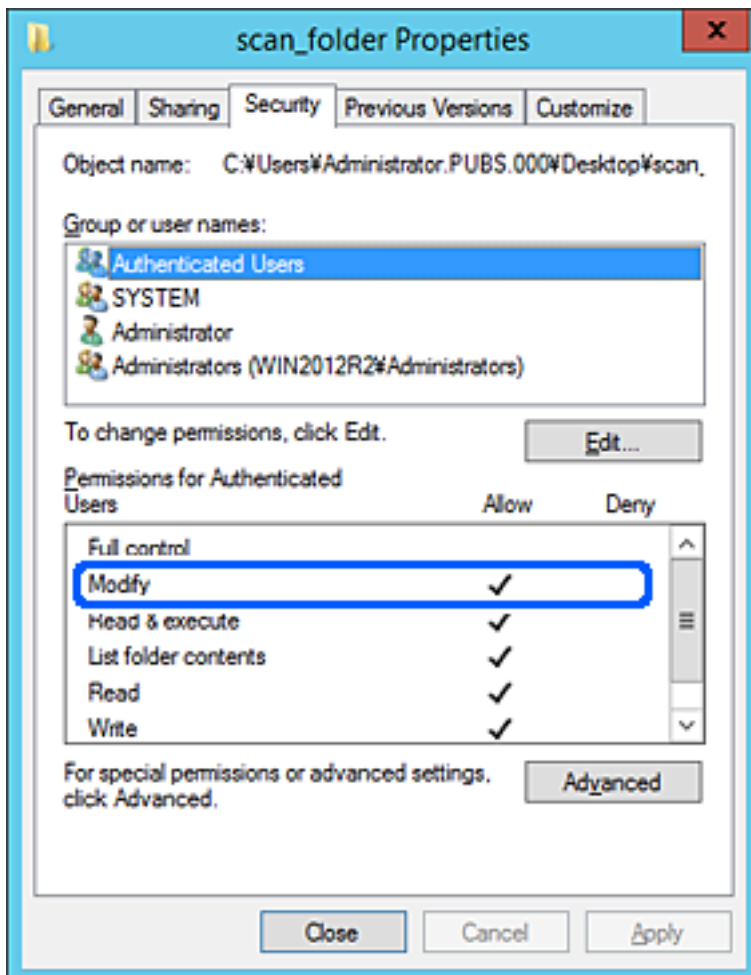 scan_folder Properties
General Sharing Security Previous Versions Customize
Object name: C:¥Users¥Administrator.PUBS.000¥Desktop¥scan_
Group or user names:
Authenticated Users
SYSTEM
Administrator
Administrators (WIN2012R2¥Administrators)
To change permissions, click Edit.
Edit...
Permissions for Authenticated
Users Allow Deny
Full control
Modify
Read & execute
List folder contents
Read
Write
For special permissions or advanced settings,
click Advanced.
Advanced
Close Cancel Apply